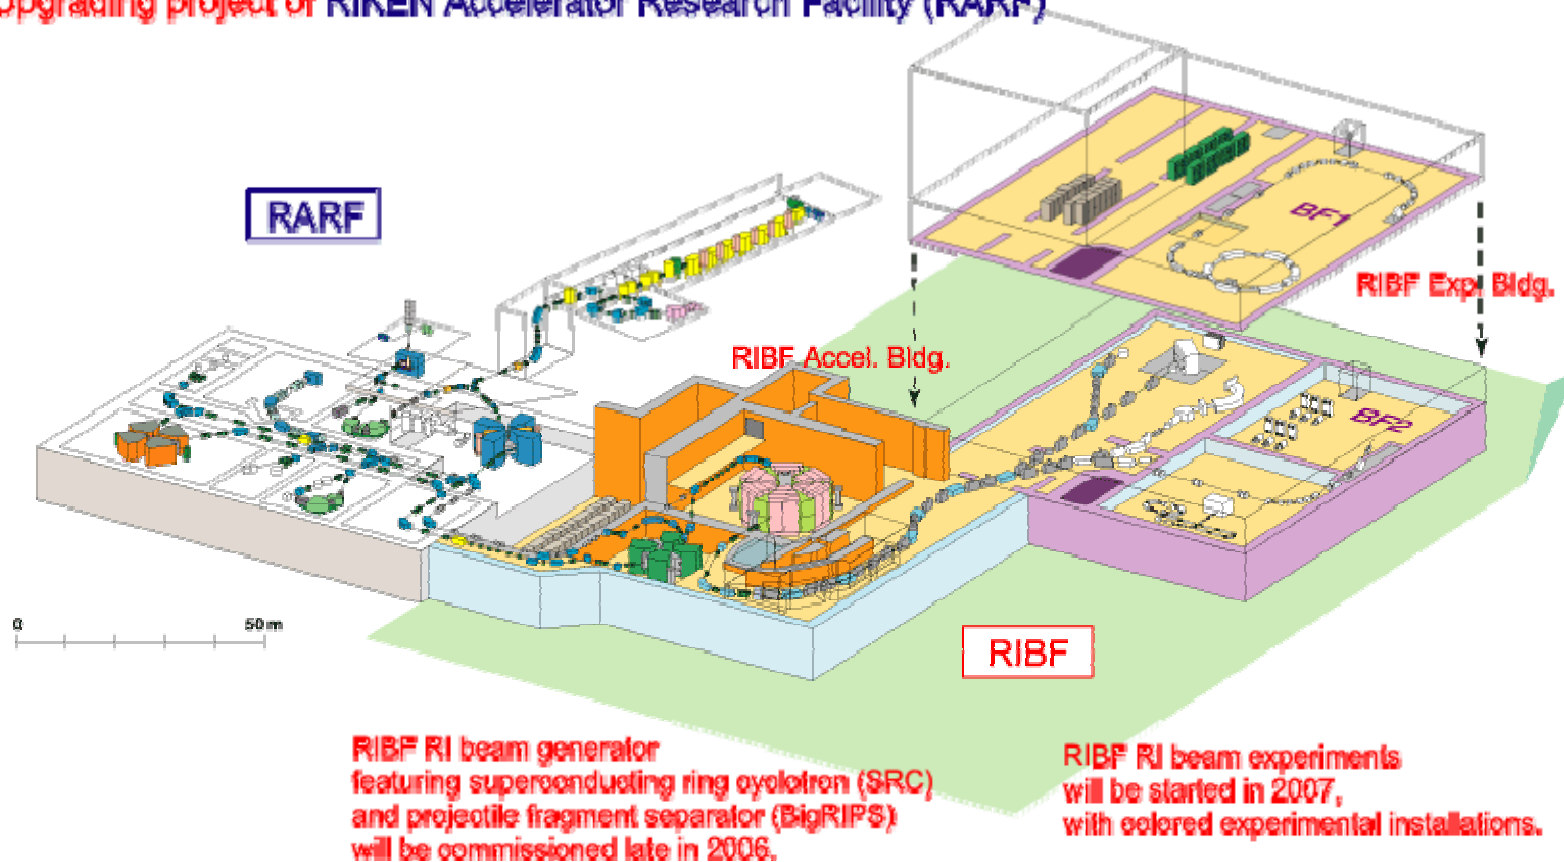 Upgrading project of RIKEN Accelerator Research Facility (RARF)
RARF
BF1
RIBF Exp. Bldg.
RIBF Accel. Bldg.
BF2
0 50 m
RIBF
RIBF RI beam generator
featuring superconducting ring cyclotron (SRC)
and projectile fragment separator (BigRIPS)
will be commissioned late in 2006.
RIBF RI beam experiments
will be started in 2007,
with colored experimental installations.